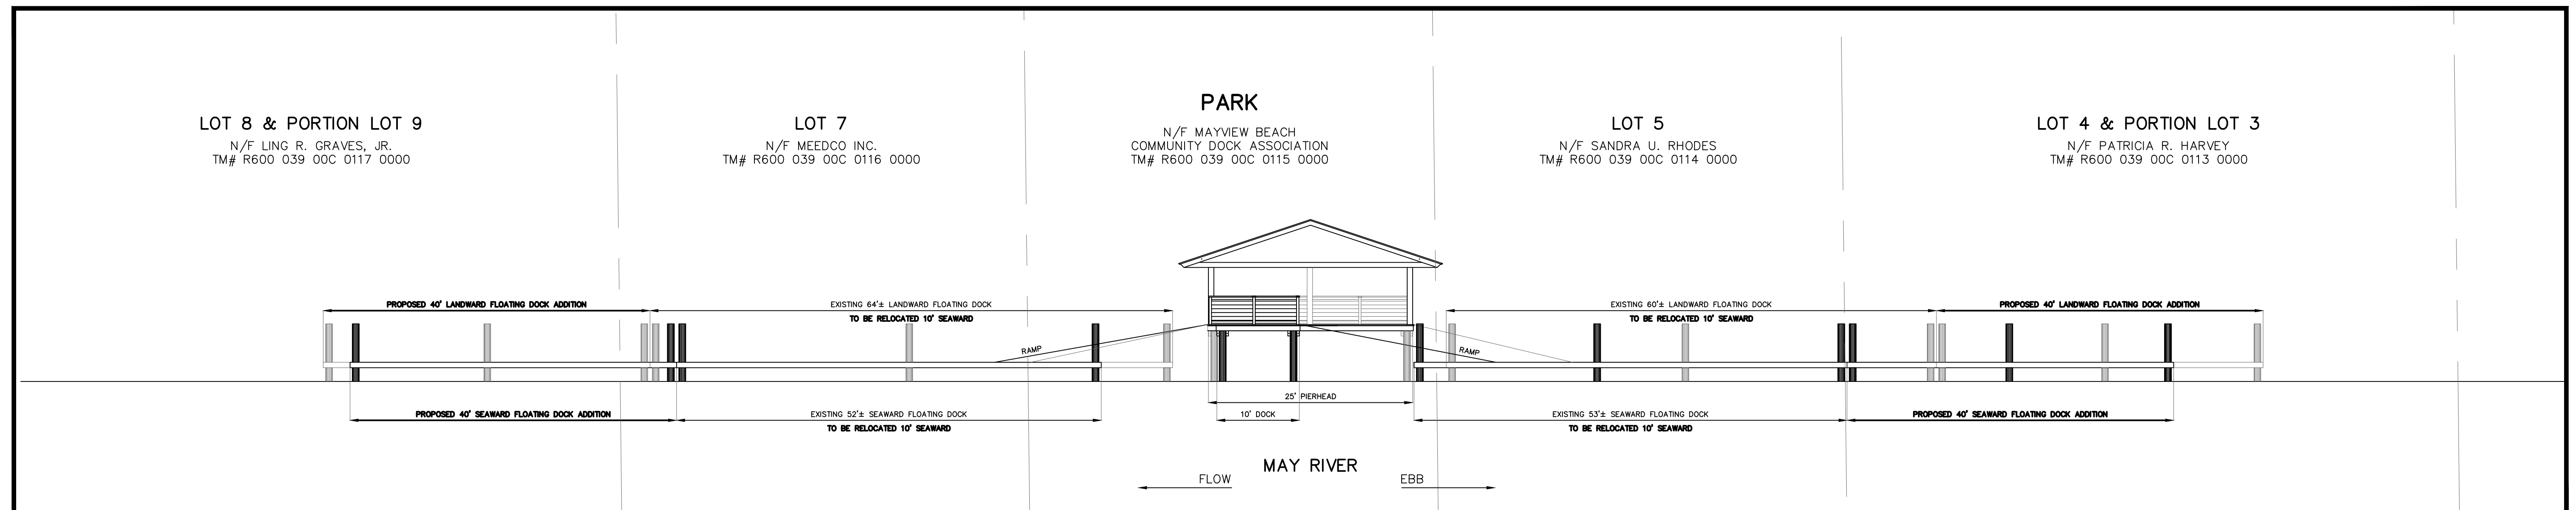 LOT 8 & PORTION LOT 9
N/F LING R. GRAVES, JR.
TM# R600 039 00C 0117 0000
LOT 7
N/F MEEDCO INC.
TM# R600 039 00C 0116 0000
PARK
N/F MAYVIEW BEACH
COMMUNITY DOCK ASSOCIATION
TM# R600 039 00C 0115 0000
LOT 5
N/F SANDRA U. RHODES
TM# R600 039 00C 0114 0000
LOT 4 & PORTION LOT 3
N/F PATRICIA R. HARVEY
TM# R600 039 00C 0113 0000
PROPOSED 40' LANDWARD FLOATING DOCK ADDITION
EXISTING 64'± LANDWARD FLOATING DOCK
TO BE RELOCATED 10' SEAWARD
EXISTING 60'± LANDWARD FLOATING DOCK
TO BE RELOCATED 10' SEAWARD
PROPOSED 40' LANDWARD FLOATING DOCK ADDITION
RAMP
RAMP
25' PIERHEAD
10' DOCK
PROPOSED 40' SEAWARD FLOATING DOCK ADDITION
EXISTING 52'± SEAWARD FLOATING DOCK
TO BE RELOCATED 10' SEAWARD
EXISTING 53'± SEAWARD FLOATING DOCK
TO BE RELOCATED 10' SEAWARD
PROPOSED 40' SEAWARD FLOATING DOCK ADDITION
MAY RIVER
FLOW
EBB